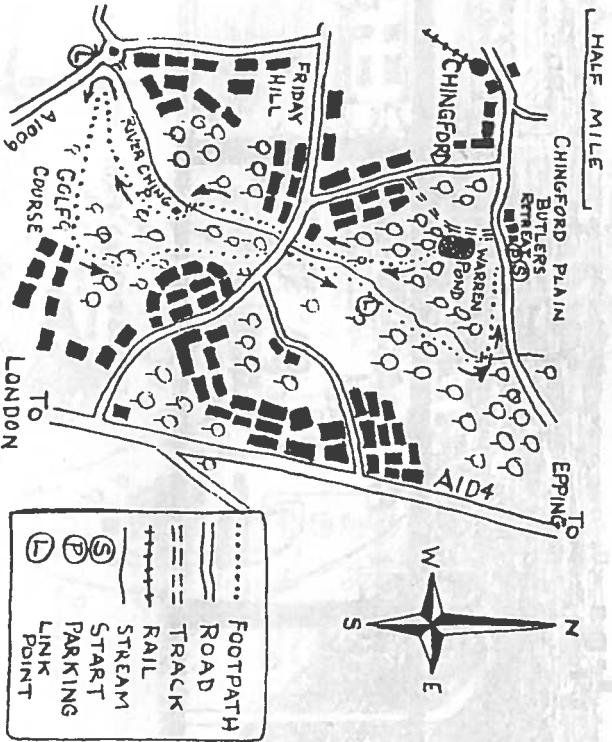 HALF MILE
CHINGFORD PLAIN
BUTLERS
RETREAT
P S
WARREN
POND
CHINGFORD
TO
EPPING
A104
FRIDAY
HILL
RIVER CHING
L
A1009
GOLF
COURSE
TO
LONDON
N
W
E
S
FOOTPATH
ROAD
TRACK
RAIL
STREAM
S START
P PARKING
L LINK
POINT